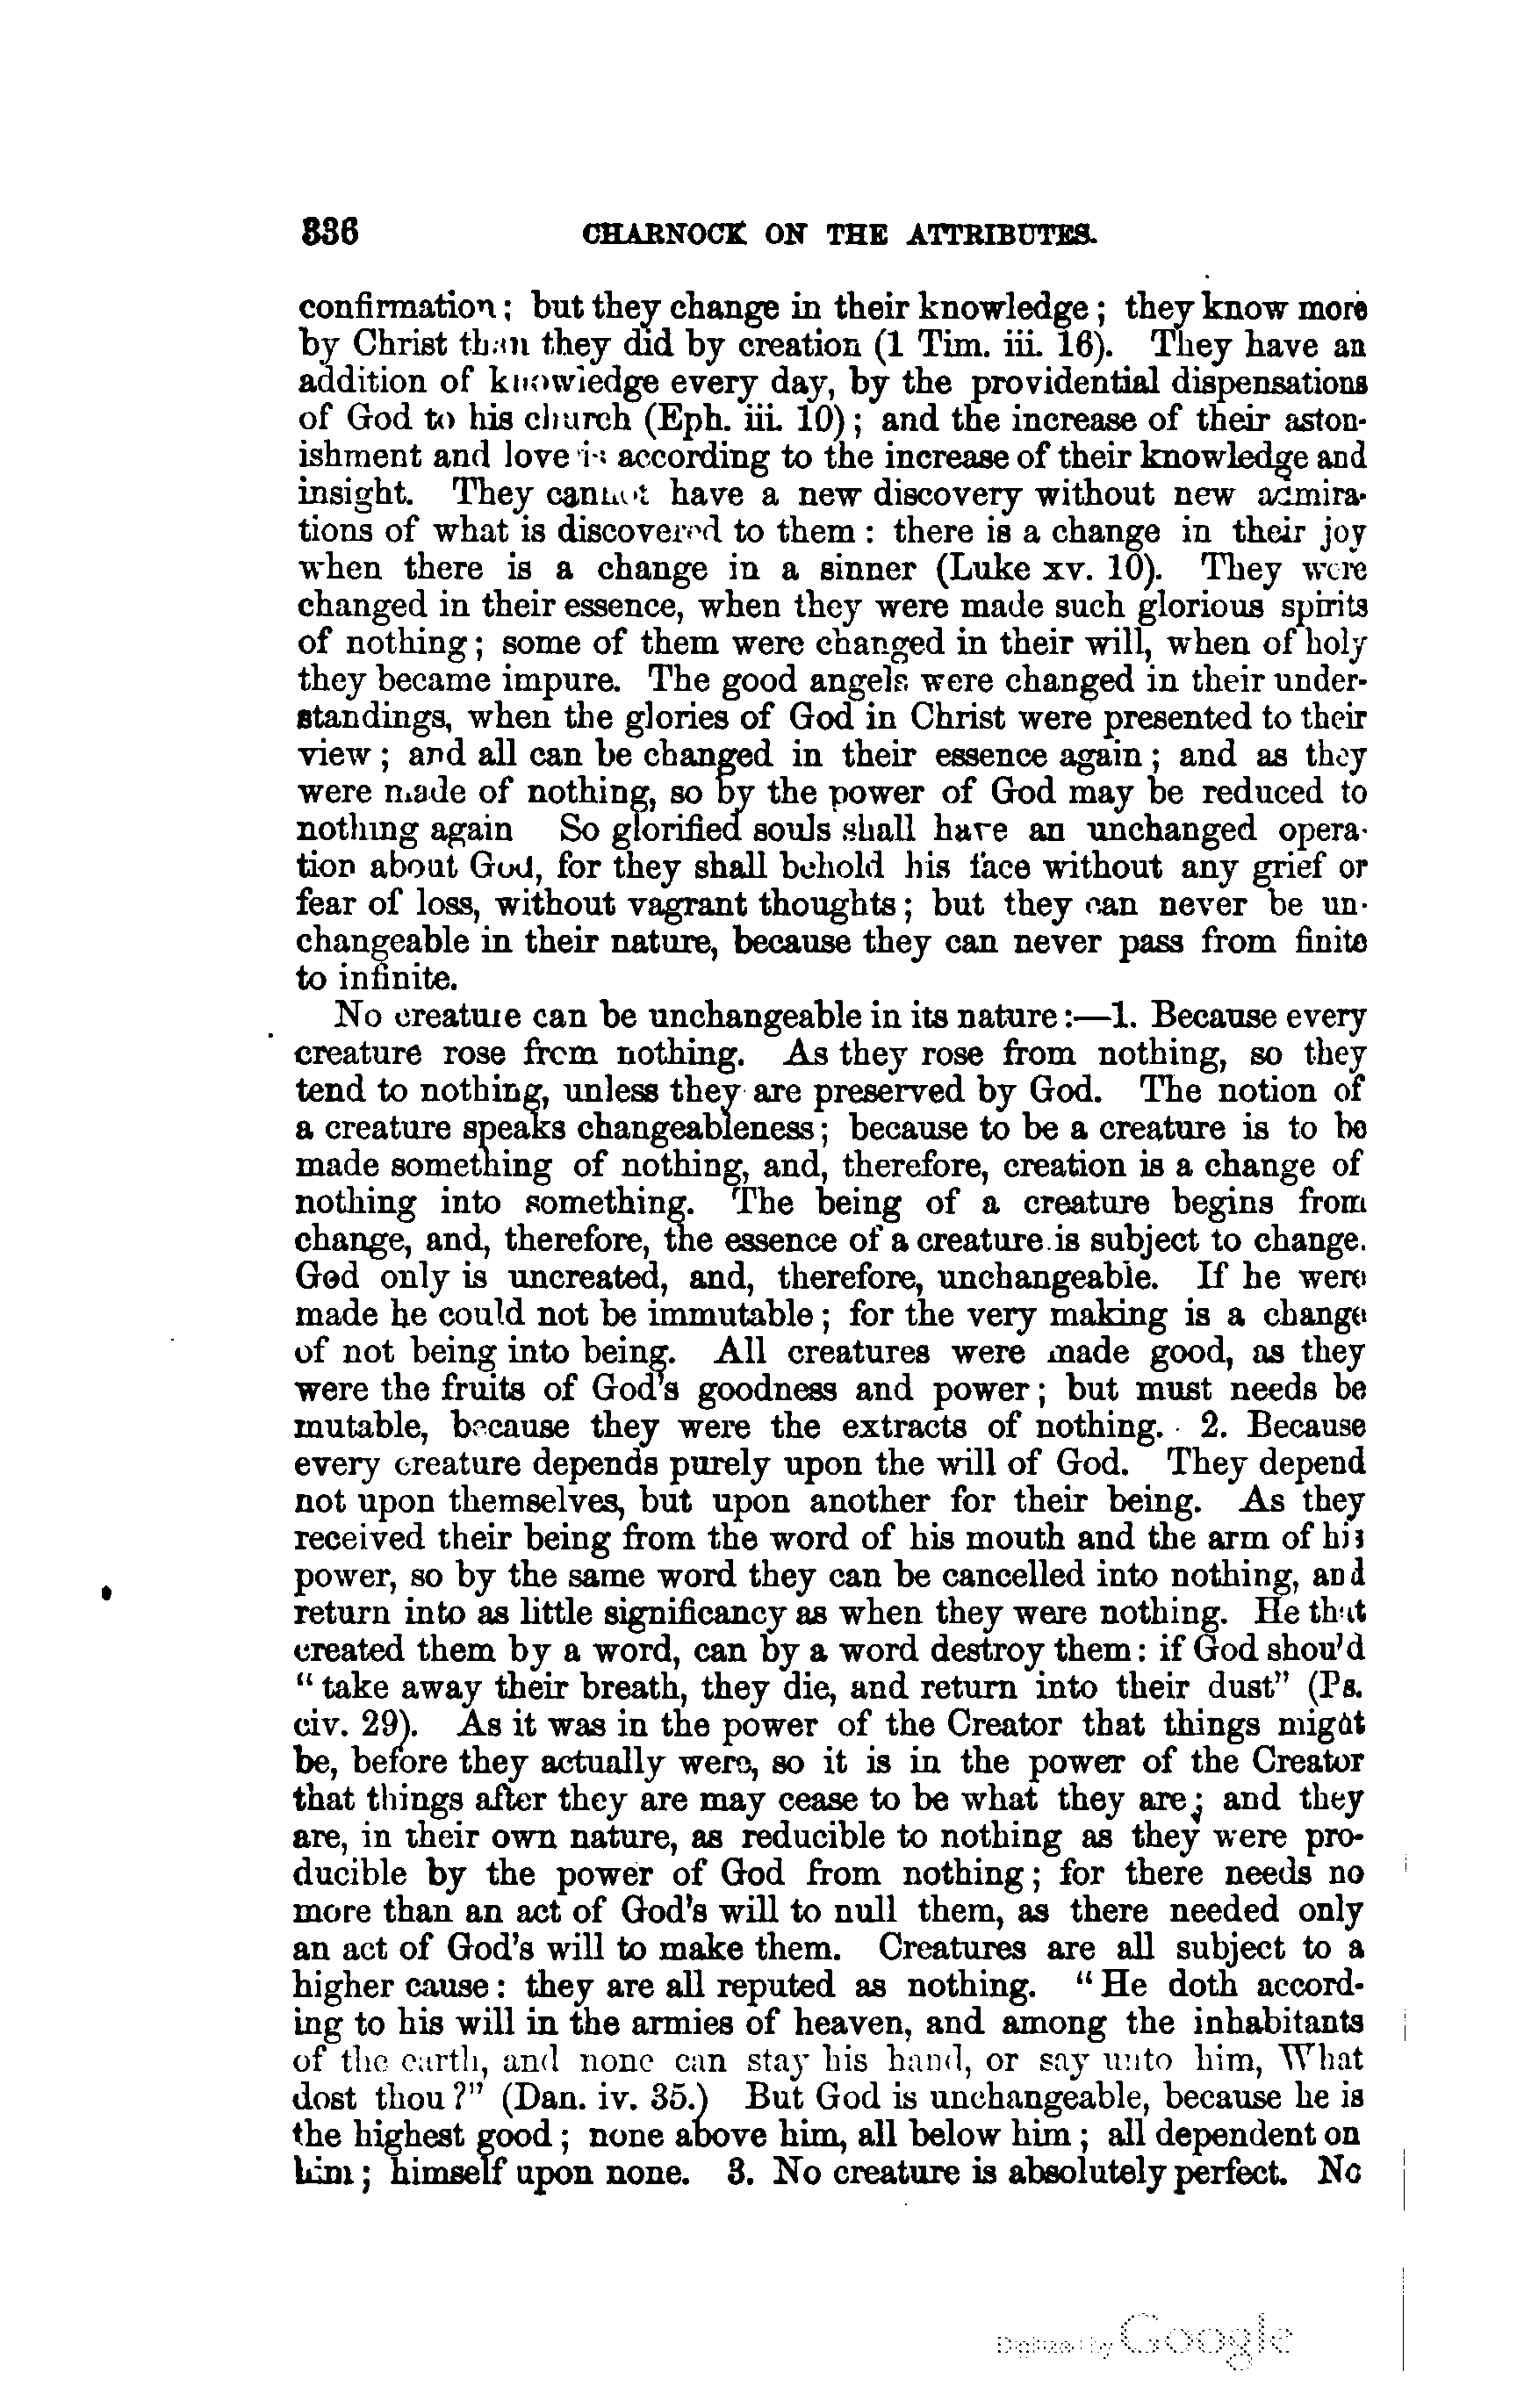 336 CHARNOCK ON THE ATTRIBUTES.
confirmation; but they change in their knowledge; they know more
by Christ than they did by creation (1 Tim. iii. 16). They have an
addition of knowledge every day, by the providential dispensations
of God to his church (Eph. iii. 10); and the increase of their aston-
ishment and love is according to the increase of their knowledge and
insight. They cannot have a new discovery without new admira-
tions of what is discovered to them: there is a change in their joy
when there is a change in a sinner (Luke xv. 10). They were
changed in their essence, when they were made such glorious spirits
of nothing; some of them were changed in their will, when of holy
they became impure. The good angels were changed in their under-
standings, when the glories of God in Christ were presented to their
view; and all can be changed in their essence again; and as they
were made of nothing, so by the power of God may be reduced to
nothing again So glorified souls shall have an unchanged opera-
tion about God, for they shall behold his face without any grief or
fear of loss, without vagrant thoughts; but they can never be un-
changeable in their nature, because they can never pass from finite
to infinite.
No creature can be unchangeable in its nature:—1. Because every
creature rose from nothing. As they rose from nothing, so they
tend to nothing, unless they are preserved by God. The notion of
a creature speaks changeableness; because to be a creature is to be
made something of nothing, and, therefore, creation is a change of
nothing into something. The being of a creature begins from
change, and, therefore, the essence of a creature is subject to change.
God only is uncreated, and, therefore, unchangeable. If he were
made he could not be immutable; for the very making is a change
of not being into being. All creatures were made good, as they
were the fruits of God's goodness and power; but must needs be
mutable, because they were the extracts of nothing. 2. Because
every creature depends purely upon the will of God. They depend
not upon themselves, but upon another for their being. As they
received their being from the word of his mouth and the arm of his
power, so by the same word they can be cancelled into nothing, and
return into as little significancy as when they were nothing. He that
created them by a word, can by a word destroy them: if God should
"take away their breath, they die, and return into their dust" (Ps.
civ. 29). As it was in the power of the Creator that things might
be, before they actually were, so it is in the power of the Creator
that things after they are may cease to be what they are; and they
are, in their own nature, as reducible to nothing as they were pro-
ducible by the power of God from nothing; for there needs no
more than an act of God's will to null them, as there needed only
an act of God's will to make them. Creatures are all subject to a
higher cause: they are all reputed as nothing. "He doth accord-
ing to his will in the armies of heaven, and among the inhabitants
of the earth, and none can stay his hand, or say unto him, What
dost thou?" (Dan. iv. 35.) But God is unchangeable, because he is
the highest good; none above him, all below him; all dependent on
him; himself upon none. 3. No creature is absolutely perfect. No
Digitized by Google